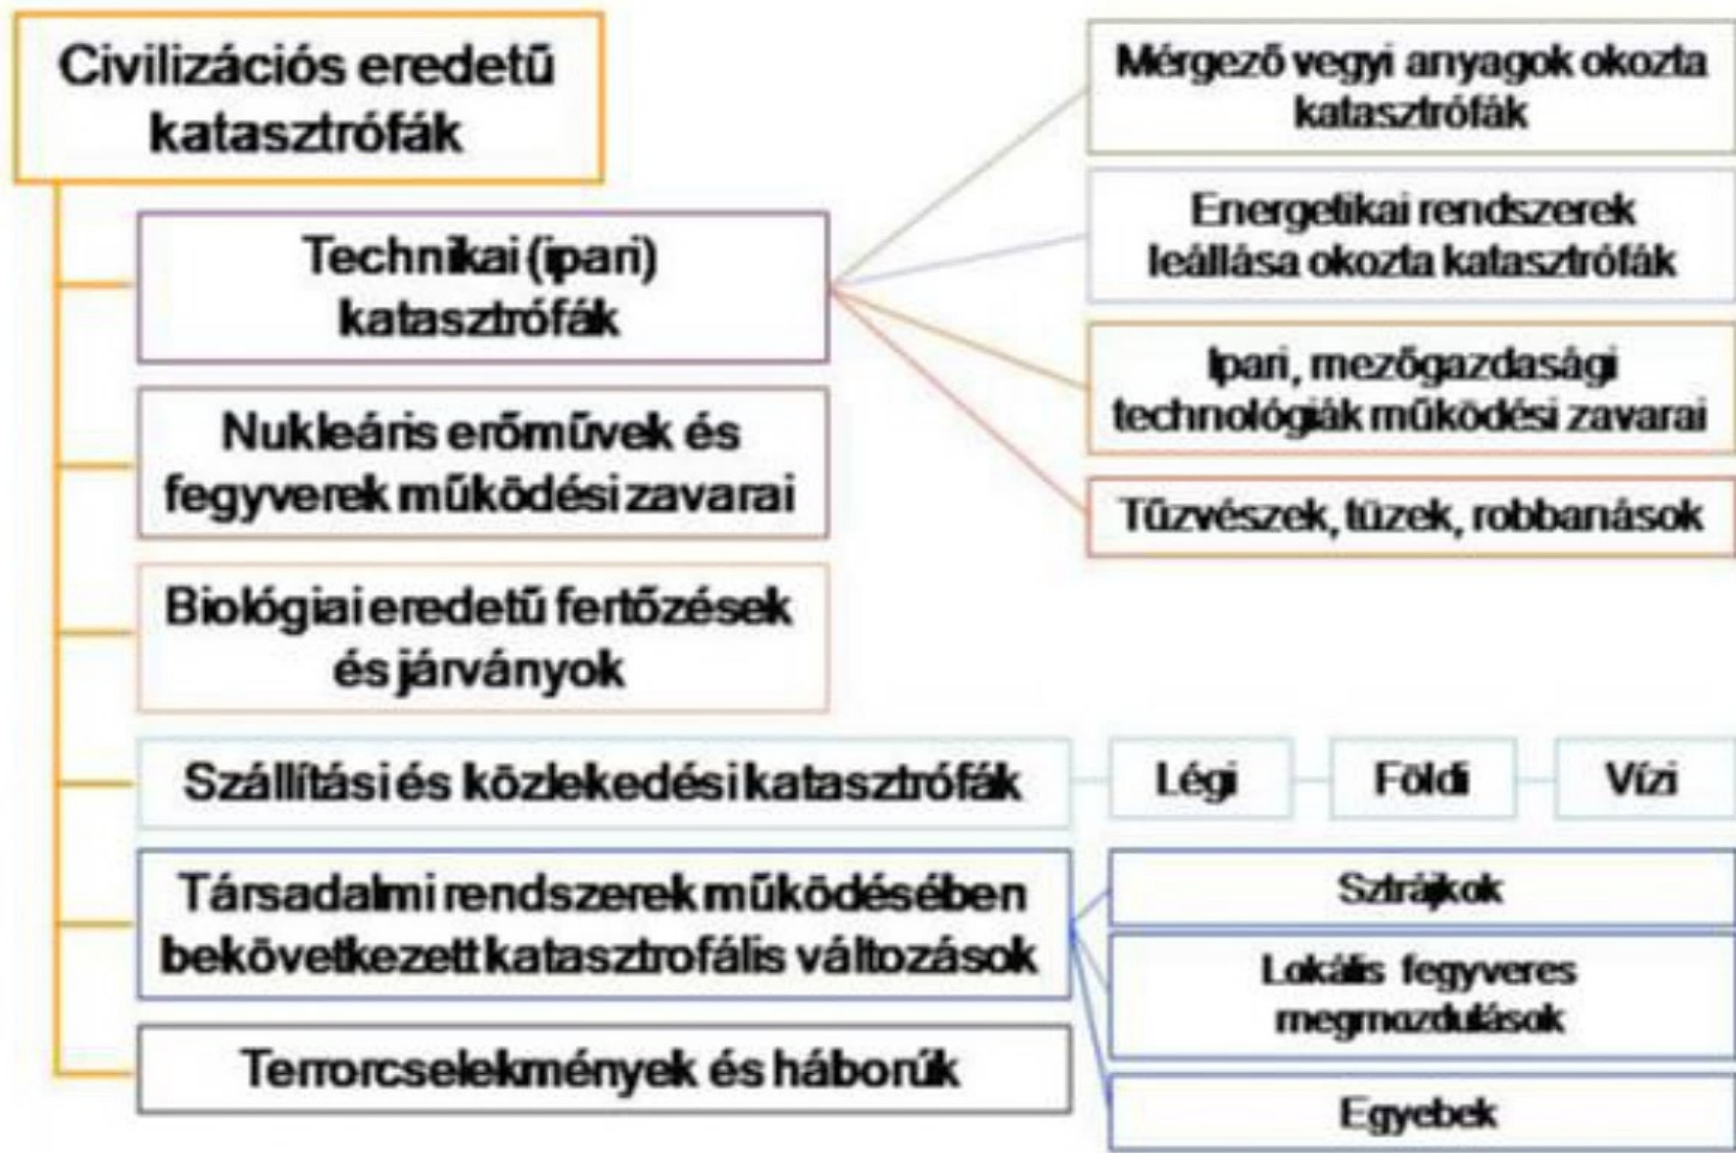 Civilizációs eredetű
katasztrófák
Technikai (ipari)
katasztrófák
Nukleáris erőművek és
fegyverek működési zavarai
Biológiai eredetű fertőzések
és járványok
Szállítási és közlekedési katasztrófák
Társadalmi rendszerek működésében
bekövetkezett katasztrofális változások
Terrorcselekmények és háborúk
Mérgező vegyi anyagok okozta
katasztrófák
Energetikai rendszerek
leállása okozta katasztrófák
Ipari, mezőgazdasági
technológiák működési zavarai
Tűzvészek, tüzek, robbanások
Légi
Földi
Vízi
Sztrájkok
Lokális fegyveres
megmozdulások
Egyebek